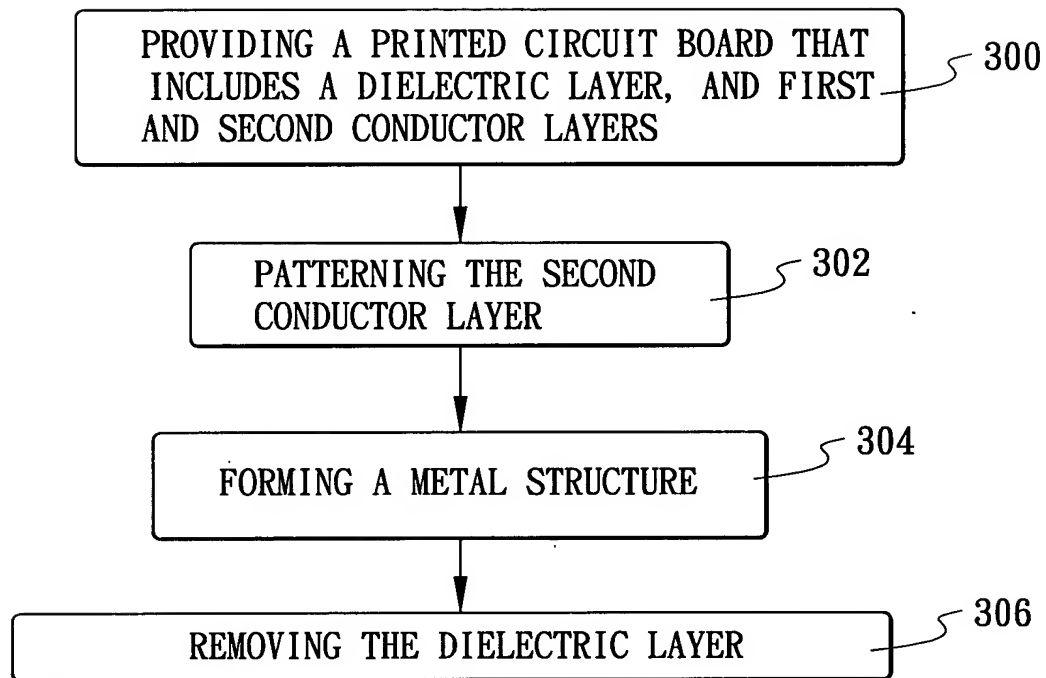 PROVIDING A PRINTED CIRCUIT BOARD THAT
INCLUDES A DIELECTRIC LAYER, AND FIRST
AND SECOND CONDUCTOR LAYERS
300
PATTERNING THE SECOND
CONDUCTOR LAYER
302
FORMING A METAL STRUCTURE
304
REMOVING THE DIELECTRIC LAYER
306